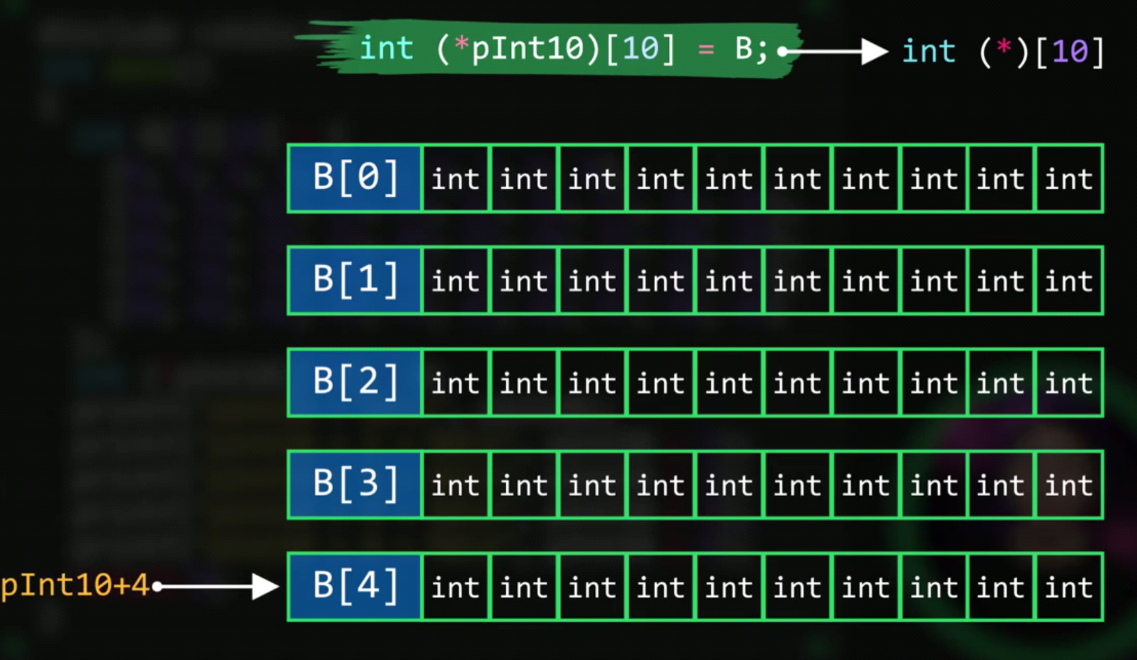 int (*pInt10)[10] = B; int (*)[10]
B[0] int int int int int int int int int int
B[1] int int int int int int int int int int
B[2] int int int int int int int int int int
B[3] int int int int int int int int int int
pInt10+4 B[4] int int int int int int int int int int